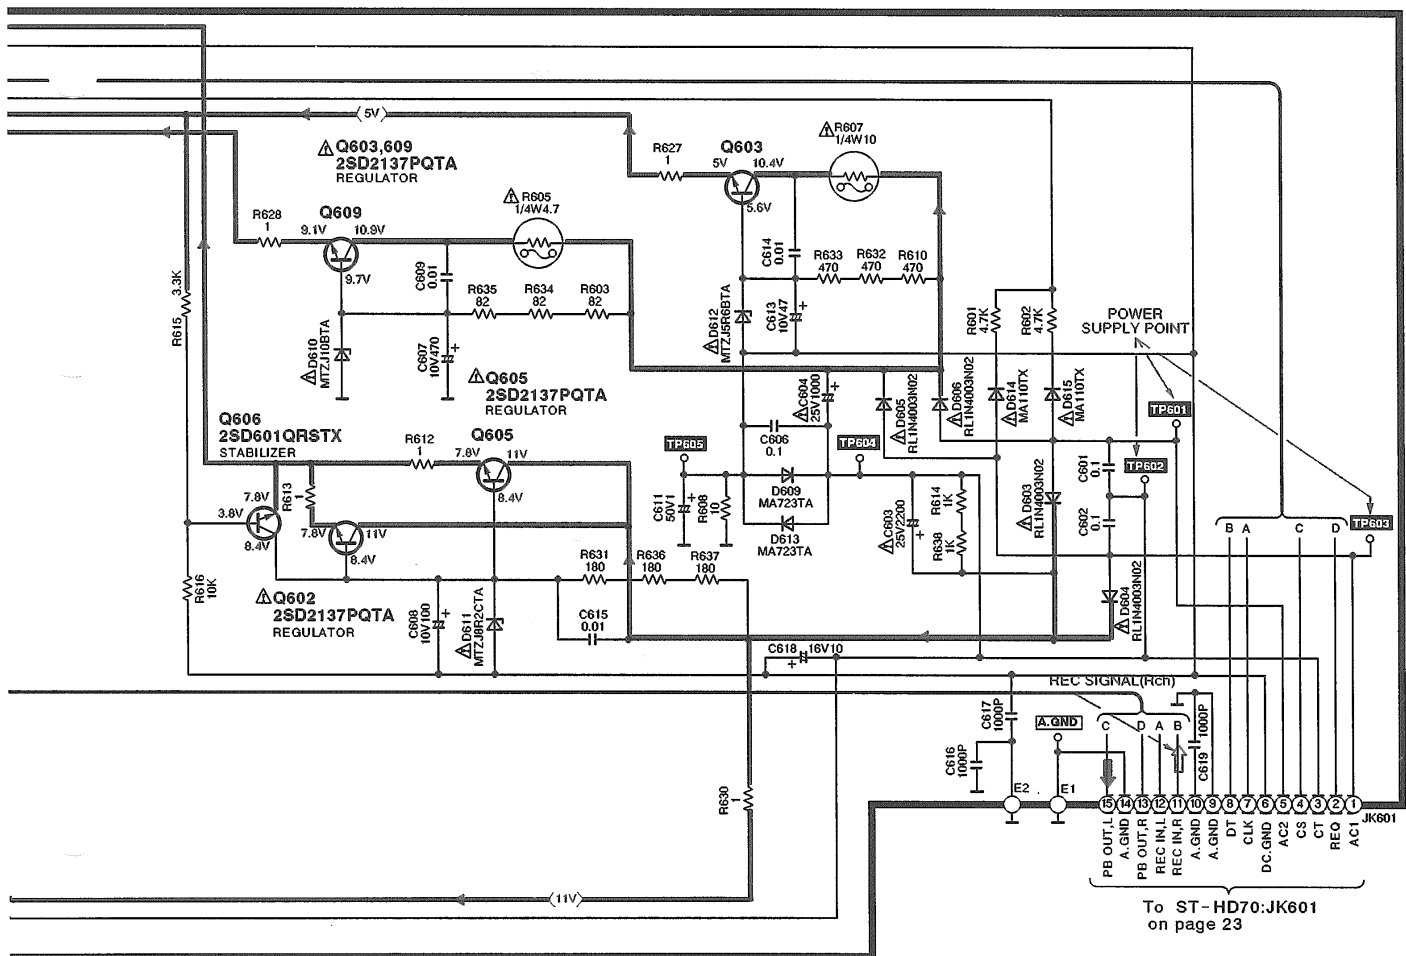 (5V)
Q603,609
2SD2137PQTA
REGULATOR
R627
1
Q603
5V
10.4V
5.6V
R607
1/4W10
R605
1/4W4.7
R628
1
Q609
9.1V
10.9V
9.7V
C609
0.01
C614
0.01
R633
470
R632
470
R610
470
R615
3.3K
R635
82
R634
82
R603
82
D612
MTZJ5R6BTA
C613
10V47
R601
4.7K
R602
4.7K
POWER
SUPPLY POINT
D610
MTZJ10BTA
C607
10V470
Q605
2SD2137PQTA
REGULATOR
C604
25V1000
D605
RL1N4003N02
D606
RL1N4003N02
D614
MA110TX
D615
MA110TX
TP601
Q606
2SD601QRSTX
STABILIZER
R612
1
Q605
7.8V
11V
8.4V
TP605
C606
0.1
TP604
C601
0.1
TP602
7.8V
3.8V
8.4V
R613
1
7.8V
11V
8.4V
C611
50V1
R608
10
D609
MA723TA
D613
MA723TA
C603
25V2200
R614
1K
R638
1K
D603
RL1N4003N02
C602
0.1
B A C D
TP603
R616
10K
R631
180
R636
180
R637
180
Q602
2SD2137PQTA
REGULATOR
C608
10V100
D611
MTZJ8R2CTA
C615
0.01
D604
RL1N4003N02
C618
16V10
REC SIGNAL(Rch)
C617
1000P
A.GND
C D A B
C619
1000P
C616
1000P
R630
1
E2
E1
15 14 13 12 11 10 9 8 7 6 5 4 3 2 1
JK601
PB OUT,L
A.GND
PB OUT,R
REC IN,L
REC IN,R
A.GND
A.GND
DT
CLK
DC.GND
AC2
CS
CT
REQ
AC1
(11V)
To ST-HD70:JK601
on page 23